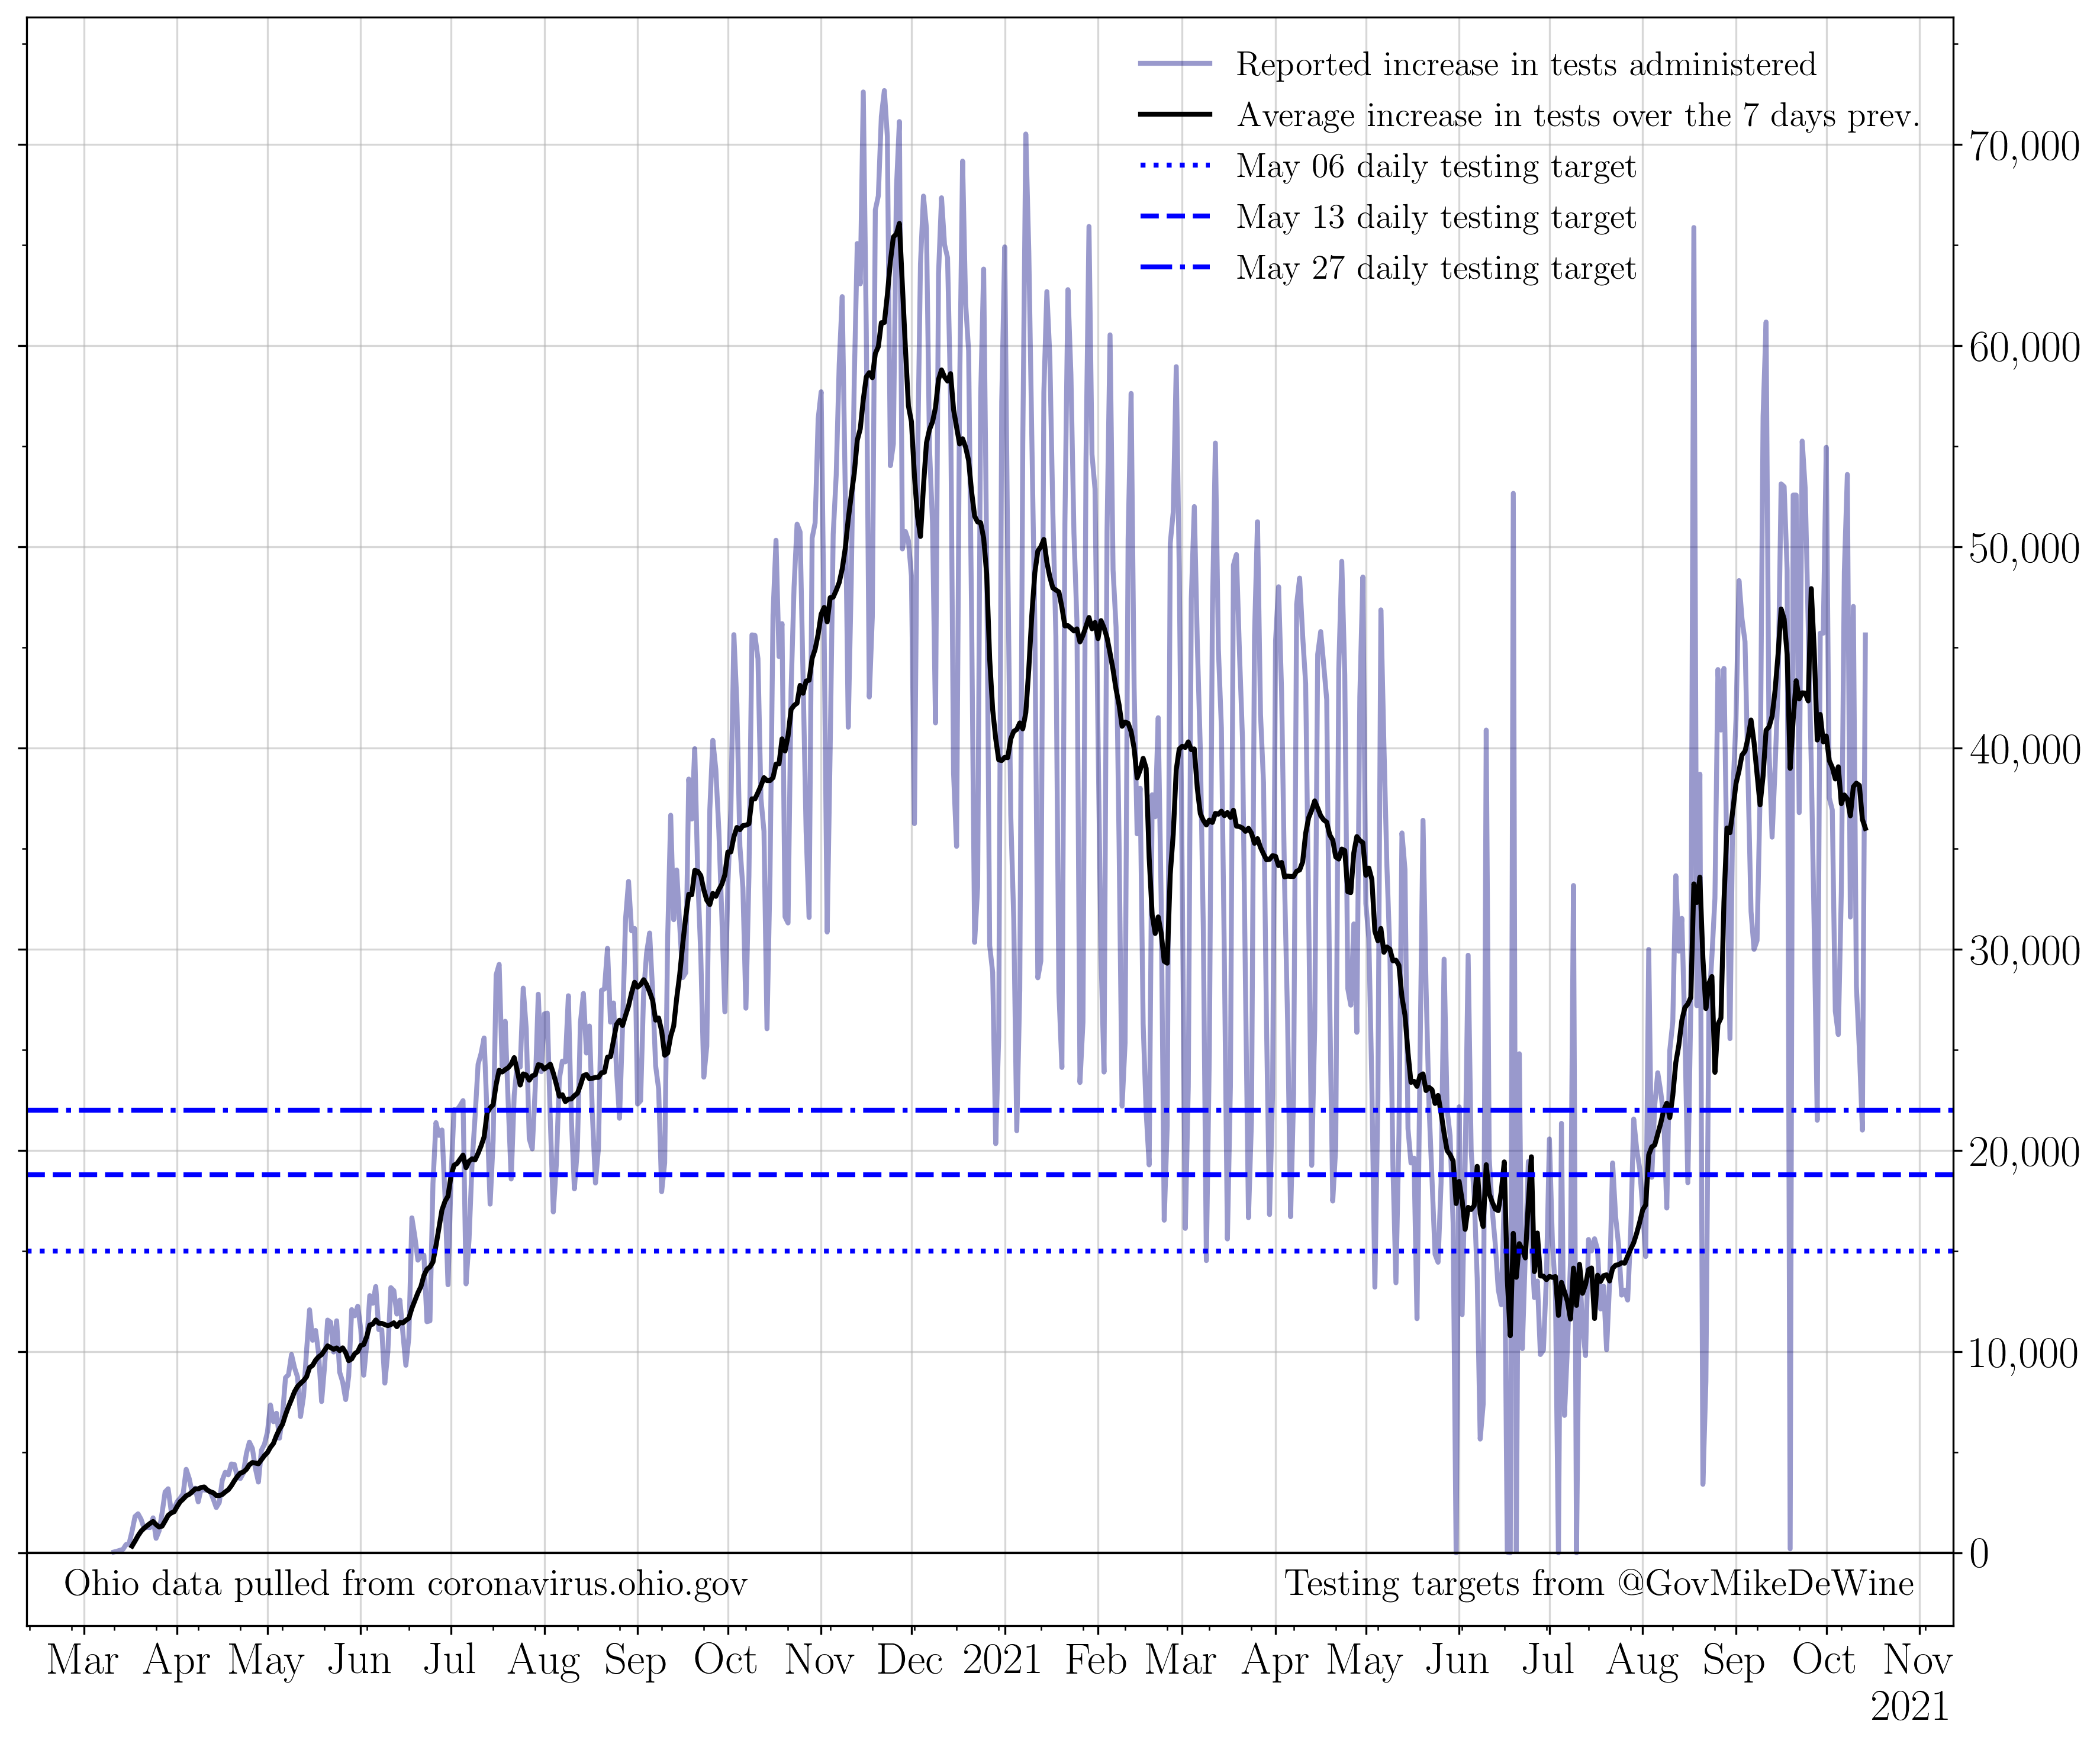 Reported increase in tests administered
Average increase in tests over the 7 days prev.
May 06 daily testing target
May 13 daily testing target
May 27 daily testing target
70,000
60,000
50,000
40,000
30,000
20,000
10,000
0
Ohio data pulled from coronavirus.ohio.gov
Testing targets from @GovMikeDeWine
Mar Apr May Jun Jul Aug Sep Oct Nov Dec 2021 Feb Mar Apr May Jun Jul Aug Sep Oct Nov
2021